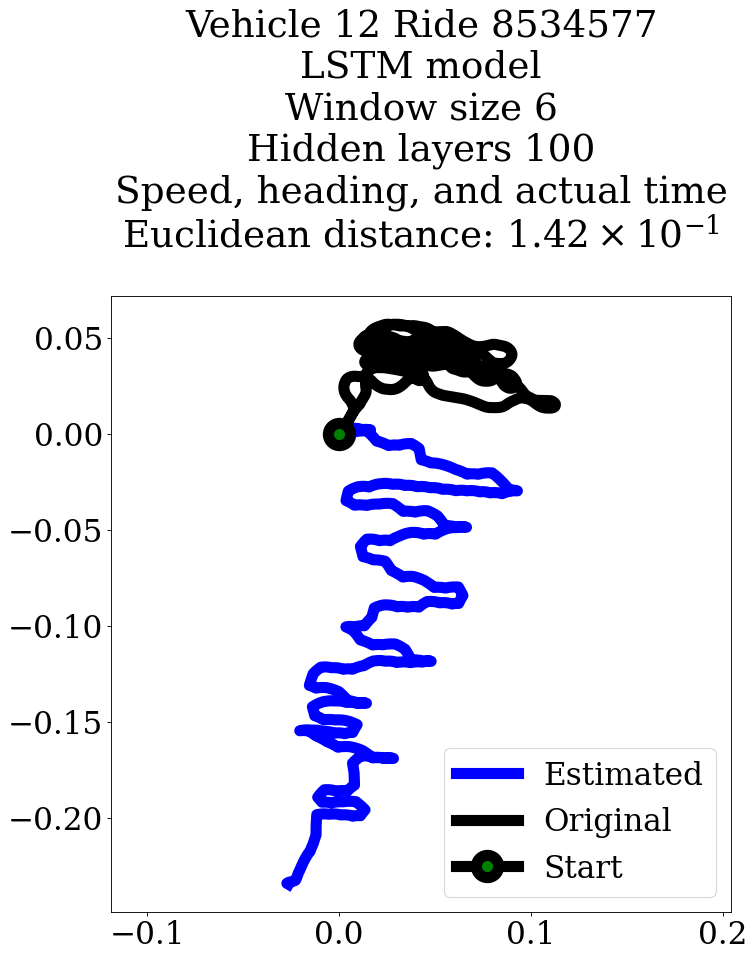 Vehicle 12 Ride 8534577
LSTM model
Window size 6
Hidden layers 100
Speed, heading, and actual time
Euclidean distance: 1.42 × 10⁻¹
0.05
0.00
−0.05
−0.10
−0.15
−0.20
Estimated
Original
Start
−0.1 0.0 0.1 0.2